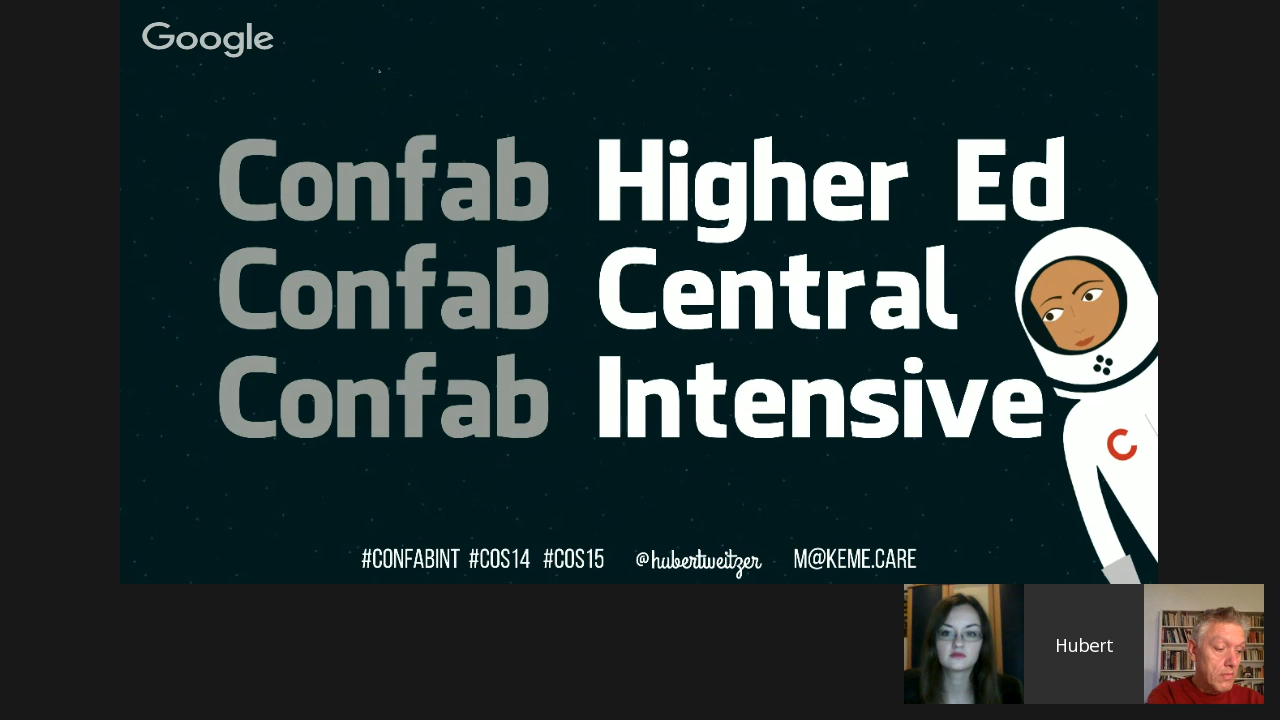 Google
Confab Higher Ed
Confab Central
Confab Intensive
#CONFABINT #COS14 #COS15 @hubertweitzer M@KEME.CARE
Hubert